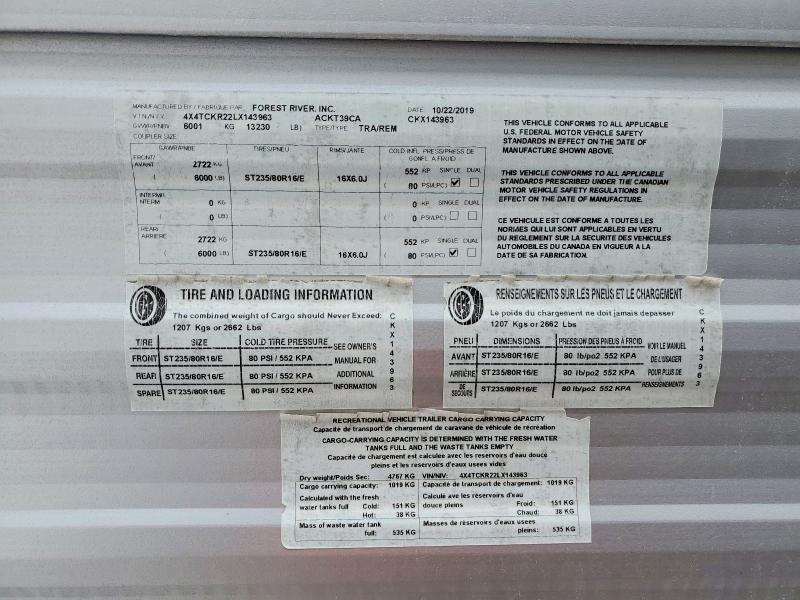 MANUFACTURED BY / FABRIQUE PAR FOREST RIVER, INC. DATE 10/22/2019
VIN/N.I.V. 4X4TCKR22LX143963 ACKT39CA CKX143963
GVWR/PNBE 6001 KG 13230 LB) TYPE/TYPE TRA/REM
COUPLER SIZE
GAWR/PNBE TIRES/PNEU RIMS/JANTE COLD INFL PRESS/PRESS DE GONFL A FROID
FRONT/ AVANT 2722 KG 552 KP SINGLE DUAL
( 6000 LB) ST235/80R16/E 16X6.0J ( 80 PSI/LPC)
INTERMIR INTERM 0 KG 0 KP SINGLE DUAL
( 0 LB) ( 0 PSI/LPC)
REAR/ ARRIERE 2722 KG 552 KP SINGLE DUAL
( 6000 LB) ST235/80R16/E 16X6.0J ( 80 PSI/LPC)
THIS VEHICLE CONFORMS TO ALL APPLICABLE
U.S. FEDERAL MOTOR VEHICLE SAFETY
STANDARDS IN EFFECT ON THE DATE OF
MANUFACTURE SHOWN ABOVE.
THIS VEHICLE CONFORMS TO ALL APPLICABLE
STANDARDS PRESCRIBED UNDER THE CANADIAN
MOTOR VEHICLE SAFETY REGULATIONS IN
EFFECT ON THE DATE OF MANUFACTURE.
CE VEHICULE EST CONFORME A TOUTES LES
NORMES QUI LUI SONT APPLICABLES EN VERTU
DU REGLEMENT SUR LA SECURITE DES VEHICULES
AUTOMOBILES DU CANADA EN VIGUEUR A LA
DATE DE SA FABRICATION.
TIRE AND LOADING INFORMATION
The combined weight of Cargo should Never Exceed:
1207 Kgs or 2662 Lbs
TIRE SIZE COLD TIRE PRESSURE SEE OWNER'S
FRONT ST235/80R16/E 80 PSI / 552 KPA MANUAL FOR
REAR ST235/80R16/E 80 PSI / 552 KPA ADDITIONAL
SPARE ST235/80R16/E 80 PSI / 552 KPA INFORMATION
CKX143963
RENSEIGNEMENTS SUR LES PNEUS ET LE CHARGEMENT
Le poids du chargement ne doit jamais depasser
1207 Kgs or 2662 Lbs
PNEU DIMENSIONS PRESSION DES PNEUS À FROID VOIR LE MANUEL
AVANT ST235/80R16/E 80 lb/po2 552 KPA DE L'USAGER
ARRIÈRE ST235/80R16/E 80 lb/po2 552 KPA POUR PLUS DE
DE SECOURS ST235/80R16/E 80 lb/po2 552 KPA RENSEIGNEMENTS
CKX143963
RECREATIONAL VEHICLE TRAILER CARGO CARRYING CAPACITY
Capacité de transport de chargement de caravane de véhicule de récréation
CARGO-CARRYING CAPACITY IS DETERMINED WITH THE FRESH WATER
TANKS FULL AND THE WASTE TANKS EMPTY
Capacité de chargement est calculée avec les reservoirs d'eau douce
pleins et les reservoirs d'eaux usees vides
Dry weight/Poids Sec: 4767 KG VIN/NIV: 4X4TCKR22LX143963
Cargo carrying capacity: 1019 KG Capacité de transport de chargement: 1019 KG
Calculated with the fresh Calculé avec les réservoirs d'eau
water tanks full Cold: 151 KG douce pleins Froid: 151 KG
Hot: 38 KG Chaud: 38 KG
Mass of waste water tank Masses de réservoirs d'eaux usees
full: 535 KG pleins: 535 KG